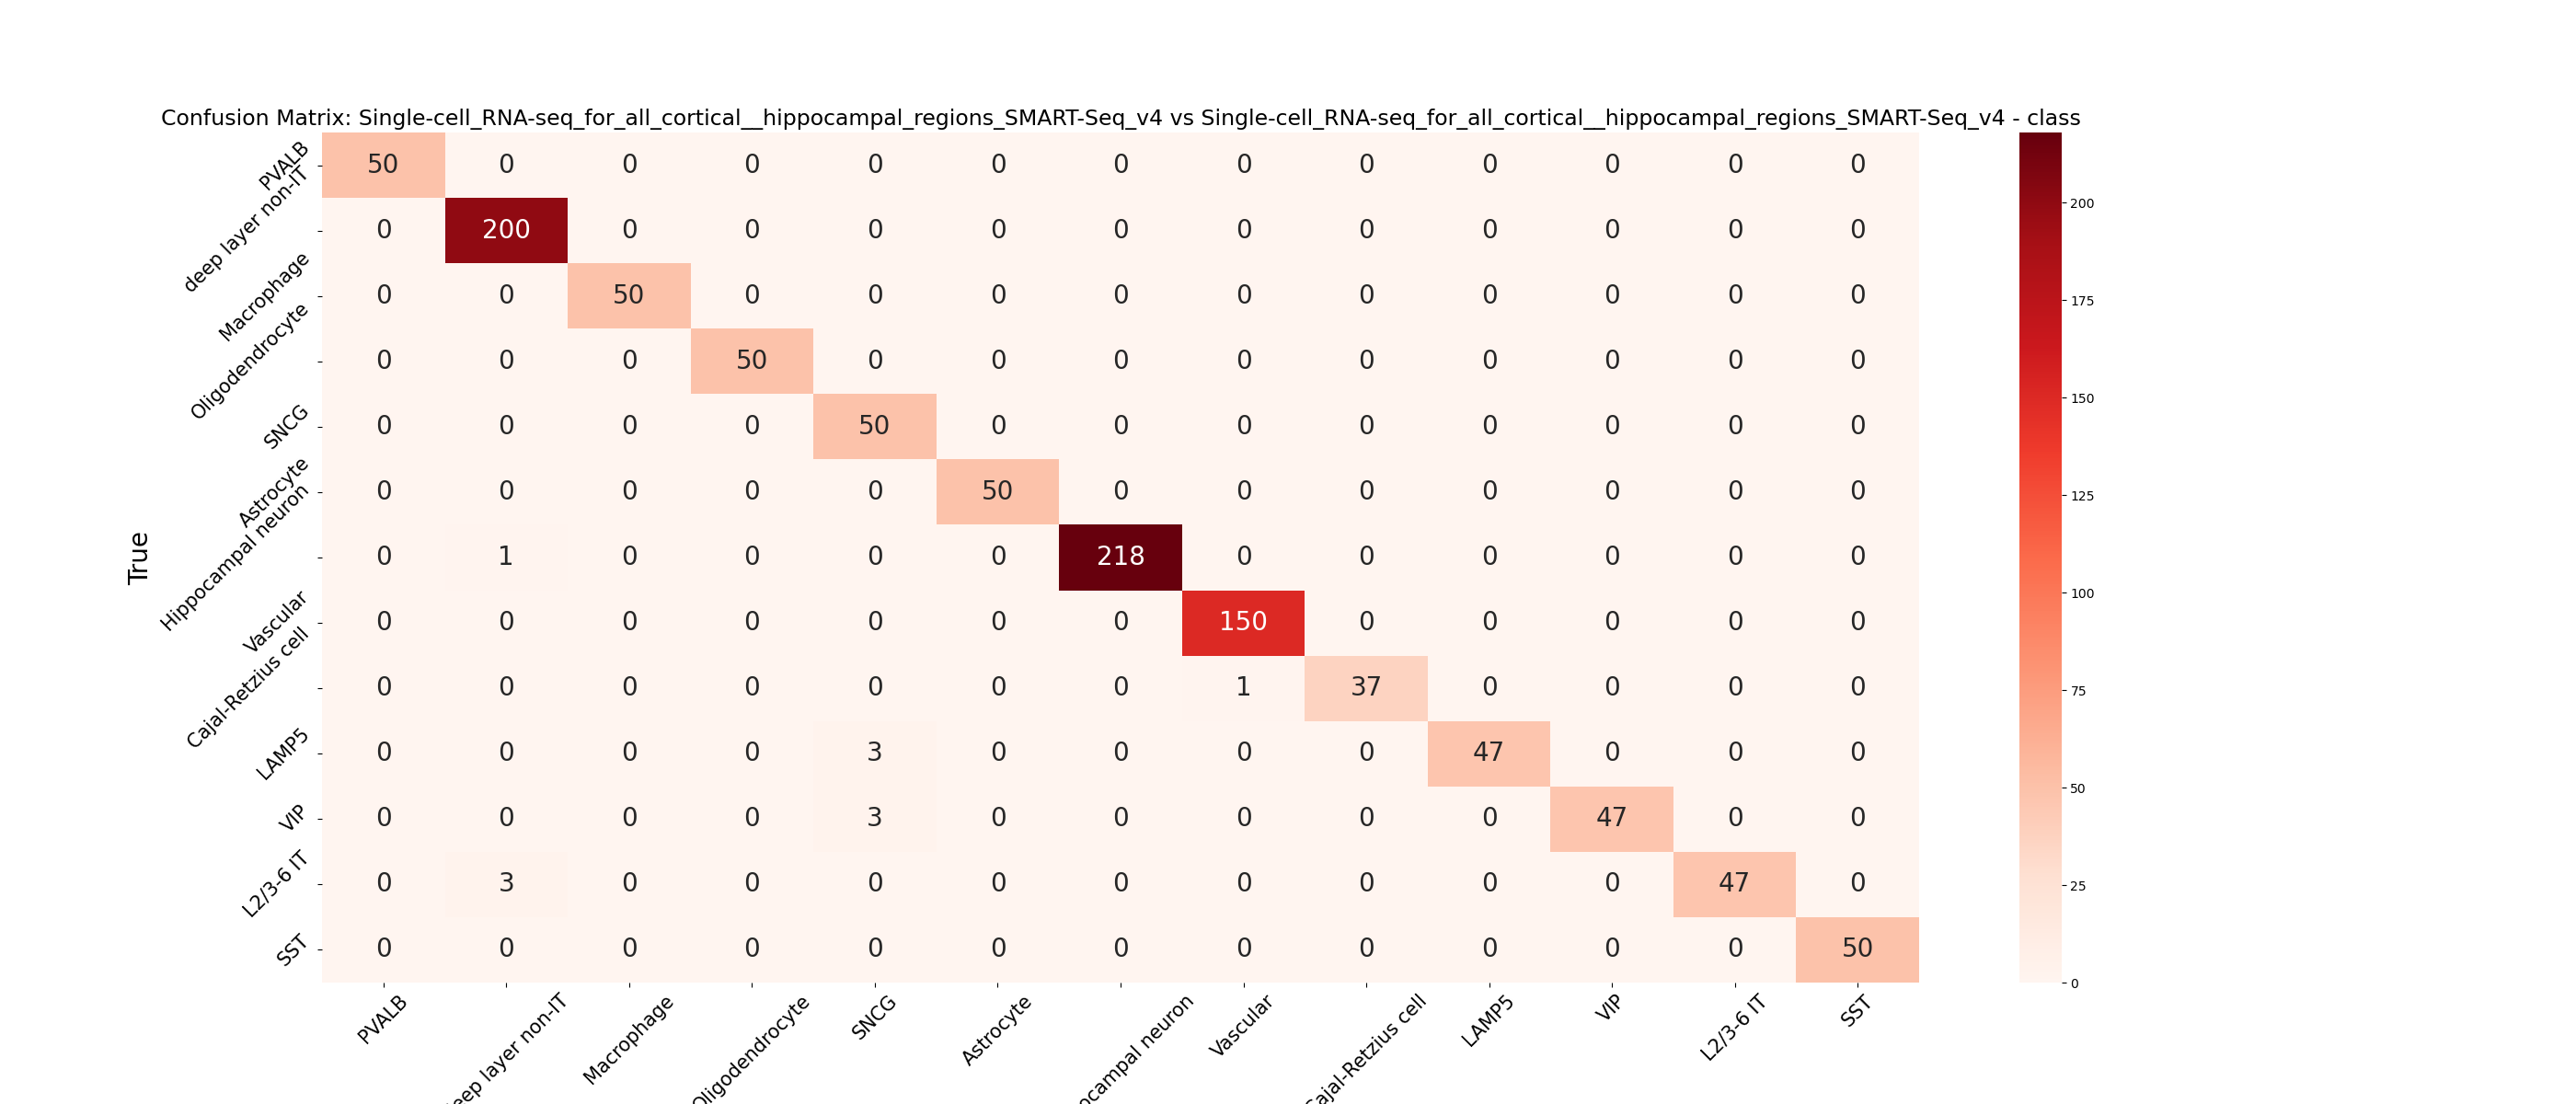 Confusion Matrix: Single-cell_RNA-seq_for_all_cortical__hippocampal_regions_SMART-Seq_v4 vs Single-cell_RNA-seq_for_all_cortical__hippocampal_regions_SMART-Seq_v4 - class
True
PVALB 50 0 0 0 0 0 0 0 0 0 0 0 0
deep layer non-IT 0 200 0 0 0 0 0 0 0 0 0 0 0
Macrophage 0 0 50 0 0 0 0 0 0 0 0 0 0
Oligodendrocyte 0 0 0 50 0 0 0 0 0 0 0 0 0
SNCG 0 0 0 0 50 0 0 0 0 0 0 0 0
Astrocyte 0 0 0 0 0 50 0 0 0 0 0 0 0
Hippocampal neuron 0 1 0 0 0 0 218 0 0 0 0 0 0
Vascular 0 0 0 0 0 0 0 150 0 0 0 0 0
Cajal-Retzius cell 0 0 0 0 0 0 0 1 37 0 0 0 0
LAMP5 0 0 0 0 3 0 0 0 0 47 0 0 0
VIP 0 0 0 0 3 0 0 0 0 0 47 0 0
L2/3-6 IT 0 3 0 0 0 0 0 0 0 0 0 47 0
SST 0 0 0 0 0 0 0 0 0 0 0 0 50
PVALB
eep layer non-IT
Macrophage
Oligodendrocyte
SNCG
Astrocyte
ocampal neuron
Vascular
ajal-Retzius cell
LAMP5
VIP
L2/3-6 IT
SST
200
175
150
125
100
75
50
25
0